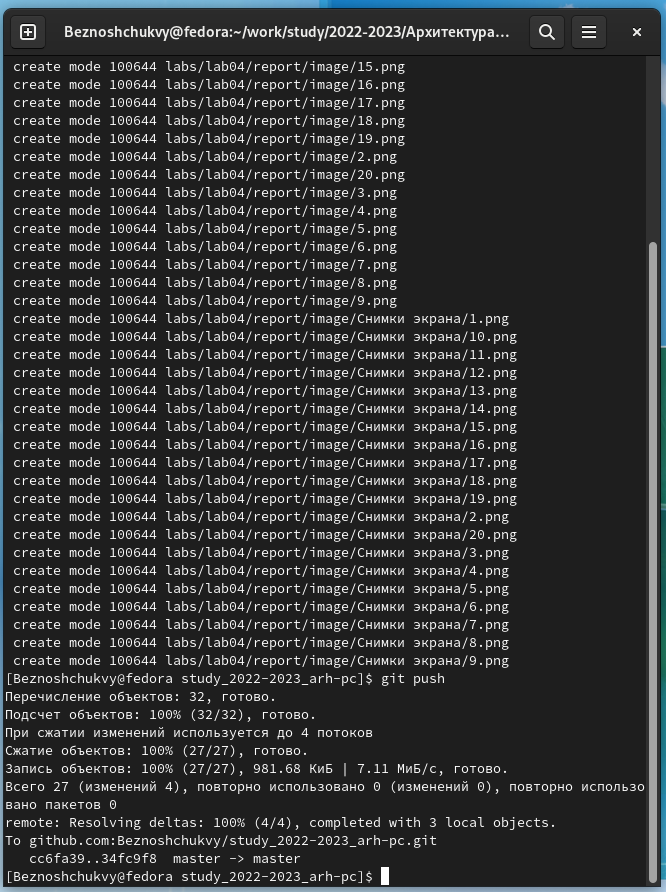 Beznoshchukvy@fedora:~/work/study/2022-2023/Архитектура...
create mode 100644 labs/lab04/report/image/15.png
create mode 100644 labs/lab04/report/image/16.png
create mode 100644 labs/lab04/report/image/17.png
create mode 100644 labs/lab04/report/image/18.png
create mode 100644 labs/lab04/report/image/19.png
create mode 100644 labs/lab04/report/image/2.png
create mode 100644 labs/lab04/report/image/20.png
create mode 100644 labs/lab04/report/image/3.png
create mode 100644 labs/lab04/report/image/4.png
create mode 100644 labs/lab04/report/image/5.png
create mode 100644 labs/lab04/report/image/6.png
create mode 100644 labs/lab04/report/image/7.png
create mode 100644 labs/lab04/report/image/8.png
create mode 100644 labs/lab04/report/image/9.png
create mode 100644 labs/lab04/report/image/Снимки экрана/1.png
create mode 100644 labs/lab04/report/image/Снимки экрана/10.png
create mode 100644 labs/lab04/report/image/Снимки экрана/11.png
create mode 100644 labs/lab04/report/image/Снимки экрана/12.png
create mode 100644 labs/lab04/report/image/Снимки экрана/13.png
create mode 100644 labs/lab04/report/image/Снимки экрана/14.png
create mode 100644 labs/lab04/report/image/Снимки экрана/15.png
create mode 100644 labs/lab04/report/image/Снимки экрана/16.png
create mode 100644 labs/lab04/report/image/Снимки экрана/17.png
create mode 100644 labs/lab04/report/image/Снимки экрана/18.png
create mode 100644 labs/lab04/report/image/Снимки экрана/19.png
create mode 100644 labs/lab04/report/image/Снимки экрана/2.png
create mode 100644 labs/lab04/report/image/Снимки экрана/20.png
create mode 100644 labs/lab04/report/image/Снимки экрана/3.png
create mode 100644 labs/lab04/report/image/Снимки экрана/4.png
create mode 100644 labs/lab04/report/image/Снимки экрана/5.png
create mode 100644 labs/lab04/report/image/Снимки экрана/6.png
create mode 100644 labs/lab04/report/image/Снимки экрана/7.png
create mode 100644 labs/lab04/report/image/Снимки экрана/8.png
create mode 100644 labs/lab04/report/image/Снимки экрана/9.png
[Beznoshchukvy@fedora study_2022-2023_arh-pc]$ git push
Перечисление объектов: 32, готово.
Подсчет объектов: 100% (32/32), готово.
При сжатии изменений используется до 4 потоков
Сжатие объектов: 100% (27/27), готово.
Запись объектов: 100% (27/27), 981.68 КиБ | 7.11 МиБ/с, готово.
Всего 27 (изменений 4), повторно использовано 0 (изменений 0), повторно использо
вано пакетов 0
remote: Resolving deltas: 100% (4/4), completed with 3 local objects.
To github.com:Beznoshchukvy/study_2022-2023_arh-pc.git
cc6fa39..34fc9f8  master -> master
[Beznoshchukvy@fedora study_2022-2023_arh-pc]$